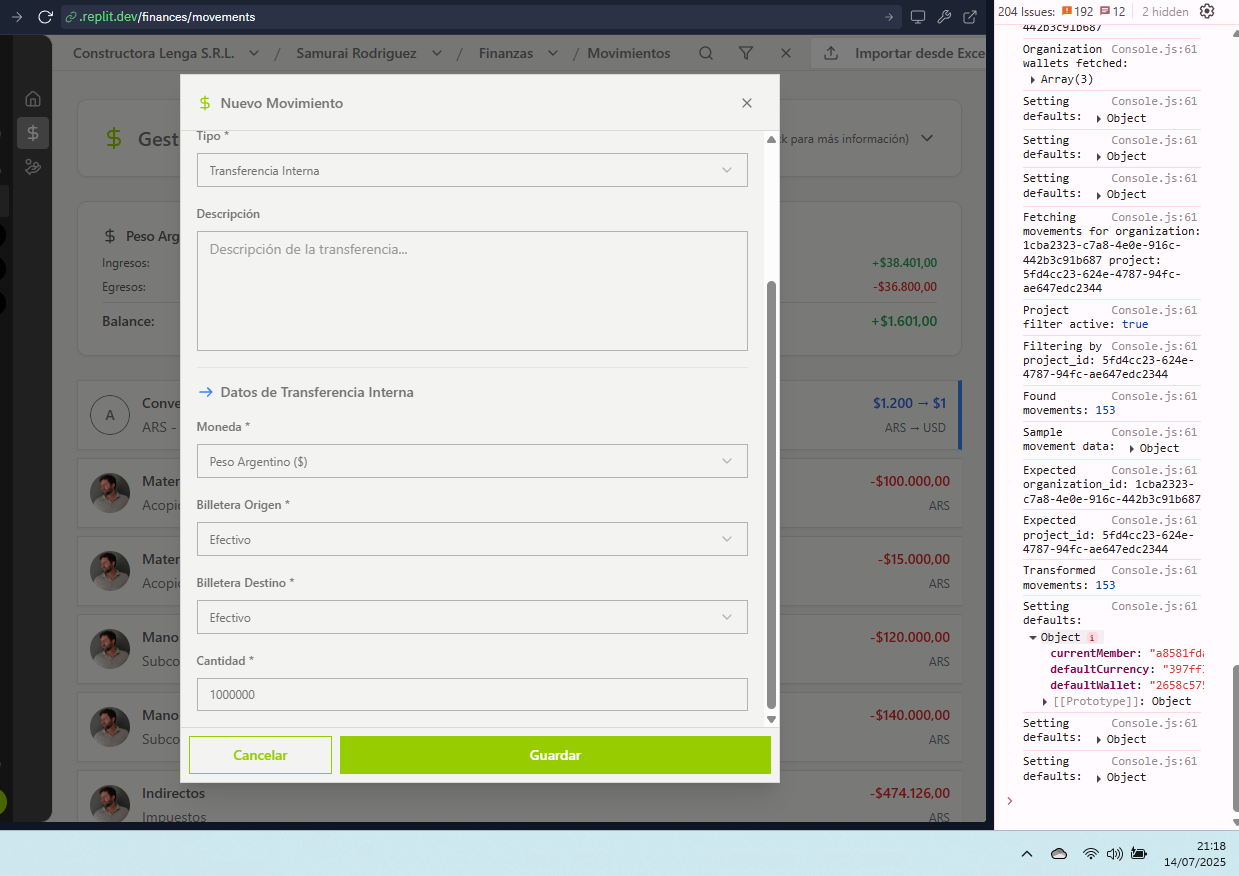 .replit.dev/finances/movements
Constructora Lenga S.R.L. / Samurai Rodriguez / Finanzas / Movimientos Importar desde Exce
Gest k para más información)
Peso Arg
Ingresos: +$38.401,00
Egresos: -$36.800,00
Balance: +$1.601,00
A Conve $1.200 → $1
ARS - ARS → USD
Mater -$100.000,00
Acopic ARS
Mater -$15.000,00
Acopic ARS
Mano -$120.000,00
Subco ARS
Mano -$140.000,00
Subco ARS
Indirectos -$474.126,00
Impuestos ARS
Nuevo Movimiento
Tipo *
Transferencia Interna
Descripción
Descripción de la transferencia...
Datos de Transferencia Interna
Moneda *
Peso Argentino ($)
Billetera Origen *
Efectivo
Billetera Destino *
Efectivo
Cantidad *
1000000
Cancelar Guardar
204 Issues: 192 12 2 hidden
442b3c91b687
Organization Console.js:61
wallets fetched:
Array(3)
Setting Console.js:61
defaults: Object
Setting Console.js:61
defaults: Object
Setting Console.js:61
defaults: Object
Fetching Console.js:61
movements for organization:
1cba2323-c7a8-4e0e-916c-
442b3c91b687 project:
5fd4cc23-624e-4787-94fc-
ae647edc2344
Project Console.js:61
filter active: true
Filtering by Console.js:61
project_id: 5fd4cc23-624e-
4787-94fc-ae647edc2344
Found Console.js:61
movements: 153
Sample Console.js:61
movement data: Object
Expected Console.js:61
organization_id: 1cba2323-
c7a8-4e0e-916c-442b3c91b687
Expected Console.js:61
project_id: 5fd4cc23-624e-
4787-94fc-ae647edc2344
Transformed Console.js:61
movements: 153
Setting Console.js:61
defaults:
Object i
currentMember: "a8581fda
defaultCurrency: "397ff
defaultWallet: "2658c575
[[Prototype]]: Object
Setting Console.js:61
defaults: Object
Setting Console.js:61
defaults: Object
21:18
14/07/2025